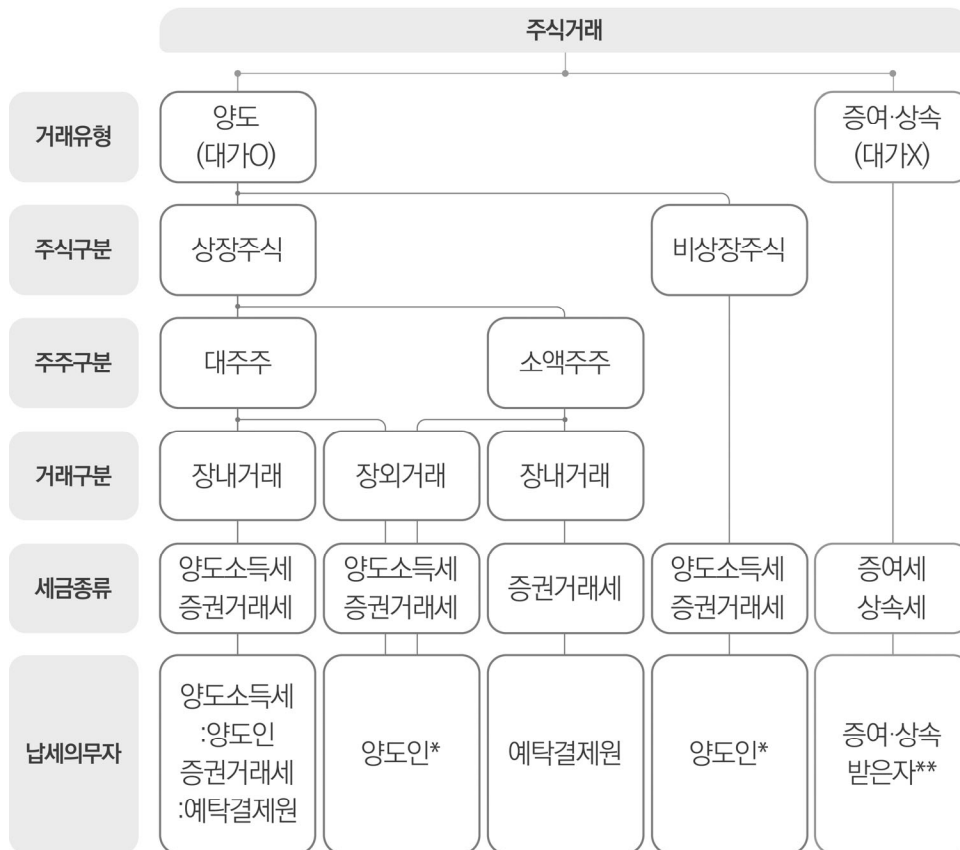 주식거래
거래유형
양도
(대가O)
증여·상속
(대가X)
주식구분
상장주식
비상장주식
주주구분
대주주
소액주주
거래구분
장내거래
장외거래
장내거래
세금종류
양도소득세
증권거래세
양도소득세
증권거래세
증권거래세
양도소득세
증권거래세
증여세
상속세
납세의무자
양도소득세
:양도인
증권거래세
:예탁결제원
양도인*
예탁결제원
양도인*
증여·상속
받은자**